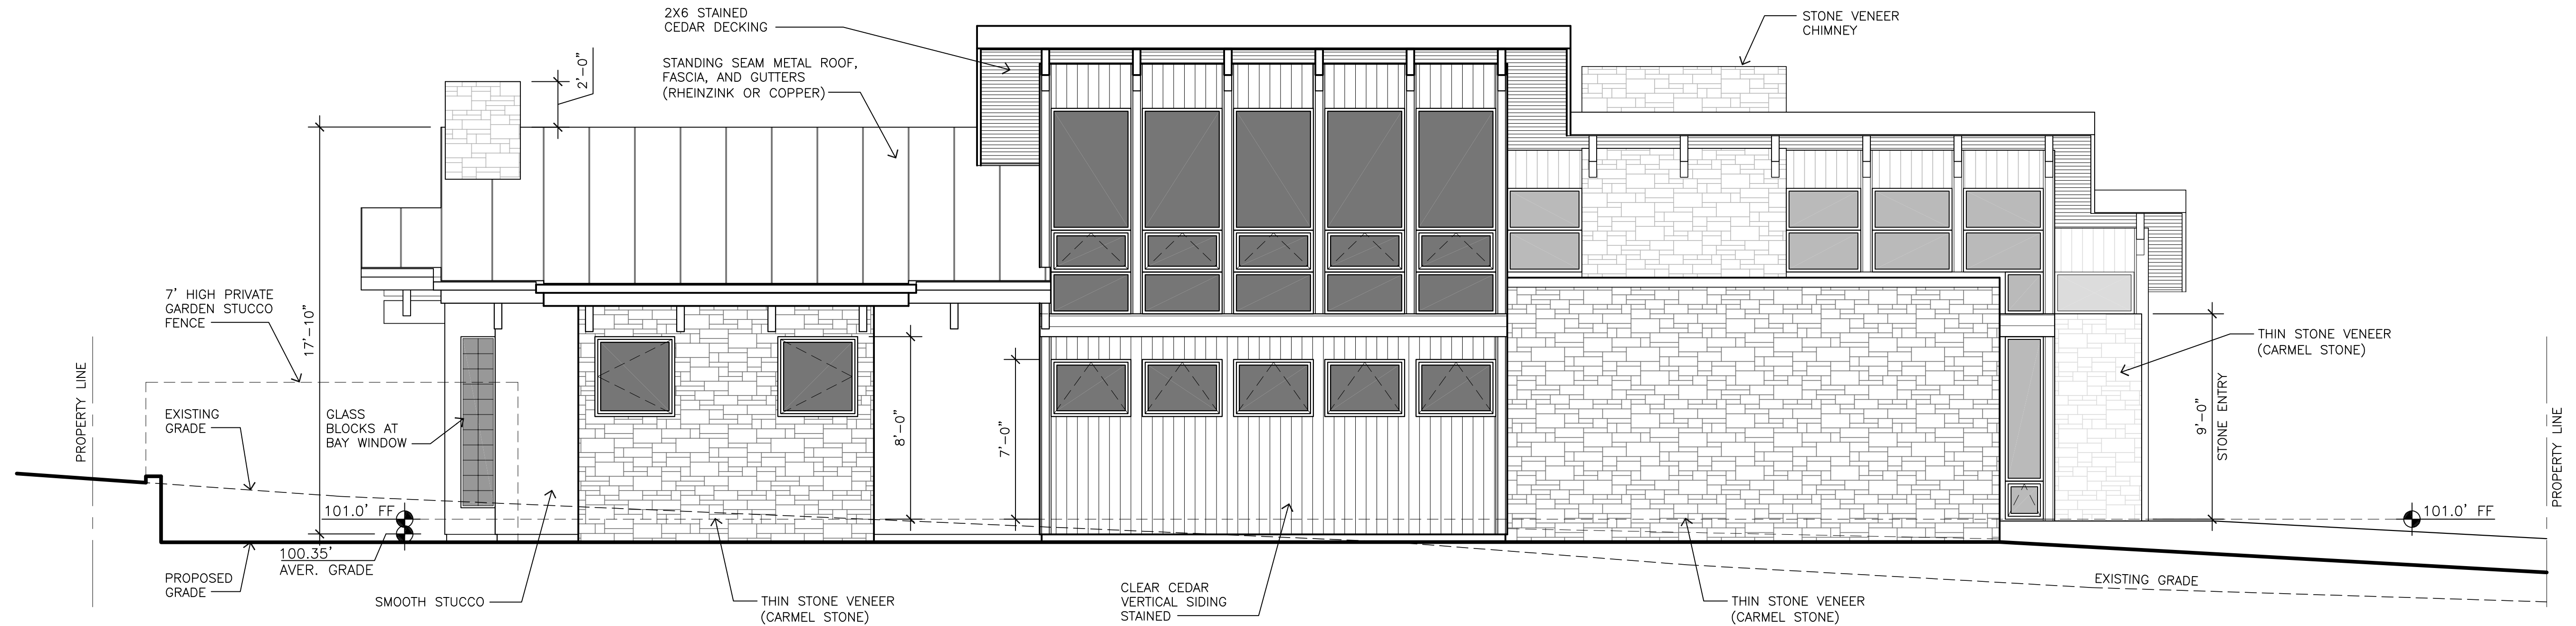 2X6 STAINED
CEDAR DECKING
STONE VENEER
CHIMNEY
2'-0"
STANDING SEAM METAL ROOF,
FASCIA, AND GUTTERS
(RHEINZINK OR COPPER)
7' HIGH PRIVATE
GARDEN STUCCO
FENCE
17'-10"
THIN STONE VENEER
(CARMEL STONE)
PROPERTY LINE
EXISTING
GRADE
GLASS
BLOCKS AT
BAY WINDOW
8'-0"
7'-0"
9'-0"
STONE ENTRY
PROPERTY LINE
101.0' FF
101.0' FF
100.35'
AVER. GRADE
PROPOSED
GRADE
SMOOTH STUCCO
THIN STONE VENEER
(CARMEL STONE)
CLEAR CEDAR
VERTICAL SIDING
STAINED
THIN STONE VENEER
(CARMEL STONE)
EXISTING GRADE